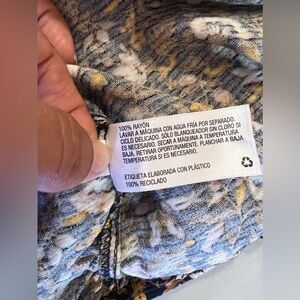 100% RAYÓN
LAVAR A MÁQUINA CON AGUA FRÍA POR SEPARADO.
CICLO DELICADO. SÓLO BLANQUEADOR SIN CLORO SI
ES NECESARIO. SECAR A MÁQUINA A TEMPERATURA
BAJA, RETIRAR OPORTUNAMENTE. PLANCHAR A BAJA
TEMPERATURA SI ES NECESARIO.
ETIQUETA ELABORADA CON PLÁSTICO
100% RECICLADO